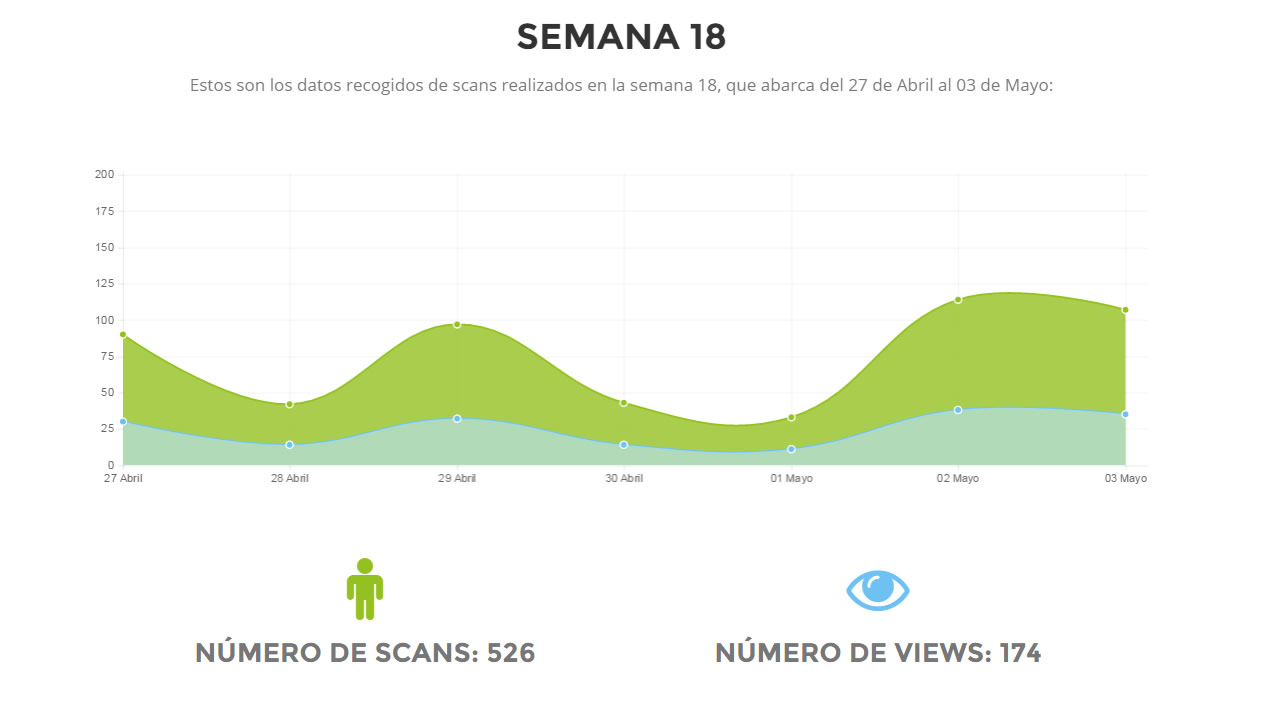 SEMANA 18
Estos son los datos recogidos de scans realizados en la semana 18, que abarca del 27 de Abril al 03 de Mayo:
200
175
150
125
100
75
50
25
0
27 Abril 28 Abril 29 Abril 30 Abril 01 Mayo 02 Mayo 03 Mayo
NÚMERO DE SCANS: 526 NÚMERO DE VIEWS: 174